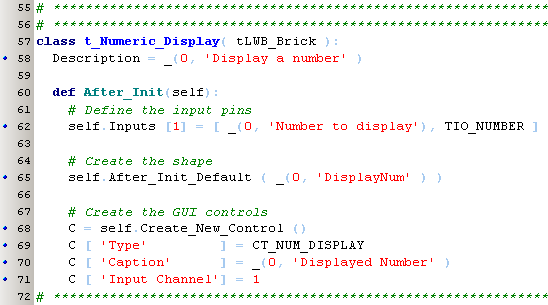 55 # ******************************************************************
56 # ******************************************************************
57 class t_Numeric_Display( tLWB_Brick ):
58   Description = _(0, 'Display a number' )
59
60   def After_Init(self):
61     # Define the input pins
62     self.Inputs [1] = [ _(0, 'Number to display'), TIO_NUMBER ]
63
64     # Create the shape
65     self.After_Init_Default ( _(0, 'DisplayNum' ) )
66
67     # Create the GUI controls
68     C = self.Create_New_Control ()
69     C [ 'Type'         ] = CT_NUM_DISPLAY
70     C [ 'Caption'      ] = _(0, 'Displayed Number' )
71     C [ 'Input Channel'] = 1
72 # ******************************************************************